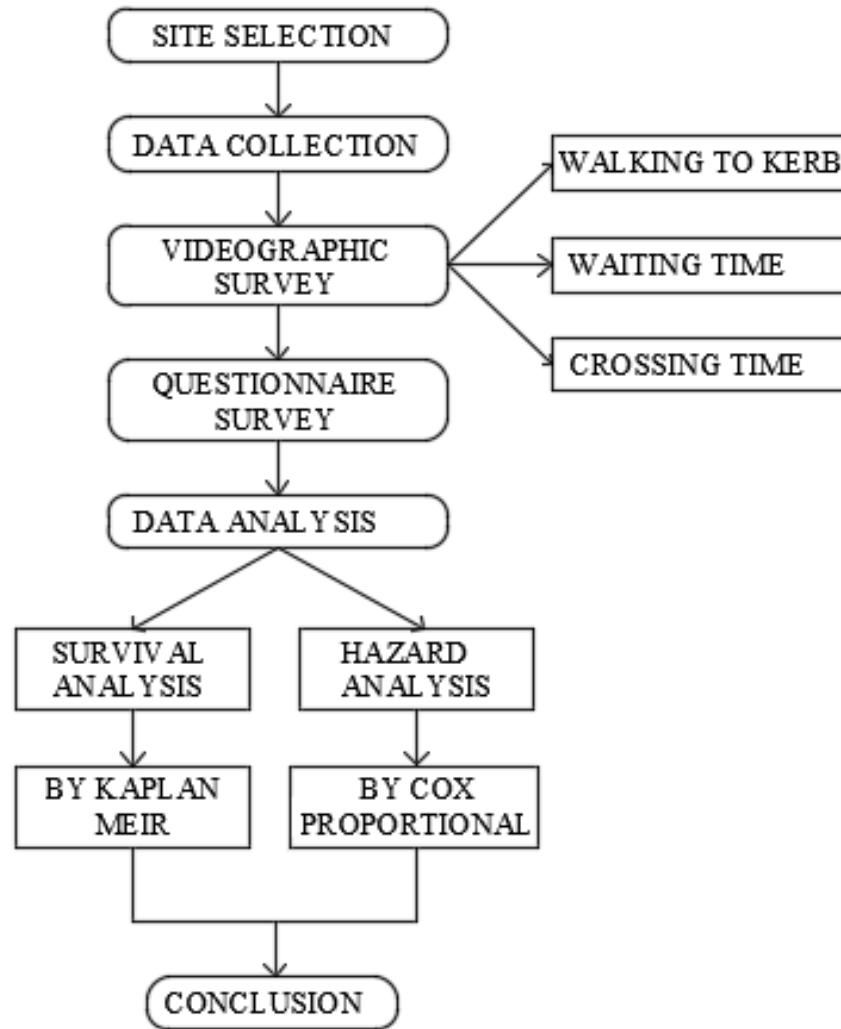 SITE SELECTION
DATA COLLECTION
VIDEOGRAPHIC
SURVEY
WALKING TO KERB
WAITING TIME
CROSSING TIME
QUESTIONNAIRE
SURVEY
DATA ANALYSIS
SURVIVAL
ANALYSIS
HAZARD
ANALYSIS
BY KAPLAN
MEIR
BY COX
PROPORTIONAL
CONCLUSION